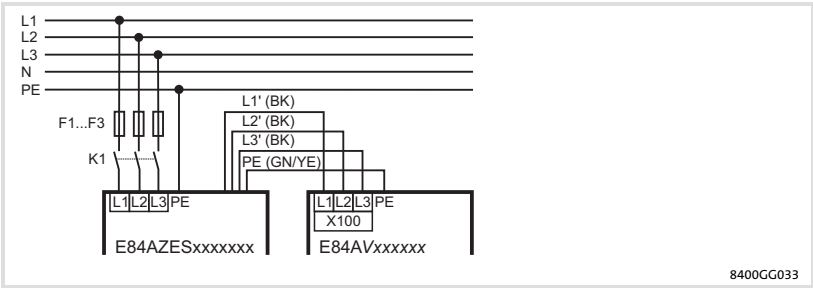 L1
L2
L3
N
PE
L1' (BK)
F1...F3
L2' (BK)
L3' (BK)
K1
PE (GN/YE)
L1 L2 L3 PE
L1 L2 L3 PE
X100
E84AZESxxxxxxx
E84AVxxxxxx
8400GG033